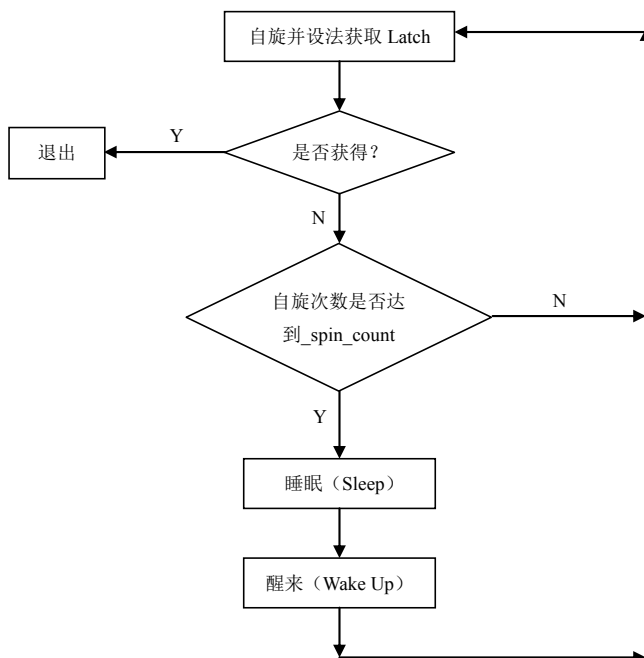 自旋并设法获取 Latch
是否获得？
Y
退出
N
自旋次数是否达
到_spin_count
N
Y
睡眠（Sleep）
醒来（Wake Up）